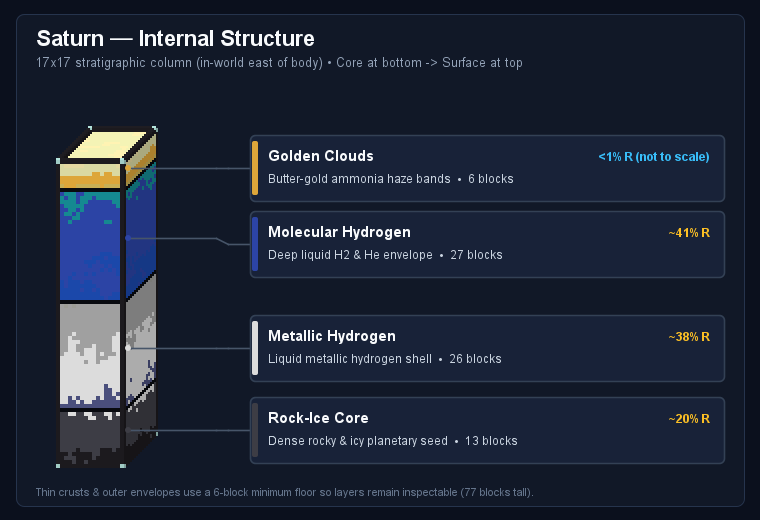 Saturn — Internal Structure
17x17 stratigraphic column (in-world east of body) • Core at bottom -> Surface at top
Golden Clouds
<1% R (not to scale)
Butter-gold ammonia haze bands • 6 blocks
Molecular Hydrogen
~41% R
Deep liquid H2 & He envelope • 27 blocks
Metallic Hydrogen
~38% R
Liquid metallic hydrogen shell • 26 blocks
Rock-Ice Core
~20% R
Dense rocky & icy planetary seed • 13 blocks
Thin crusts & outer envelopes use a 6-block minimum floor so layers remain inspectable (77 blocks tall).